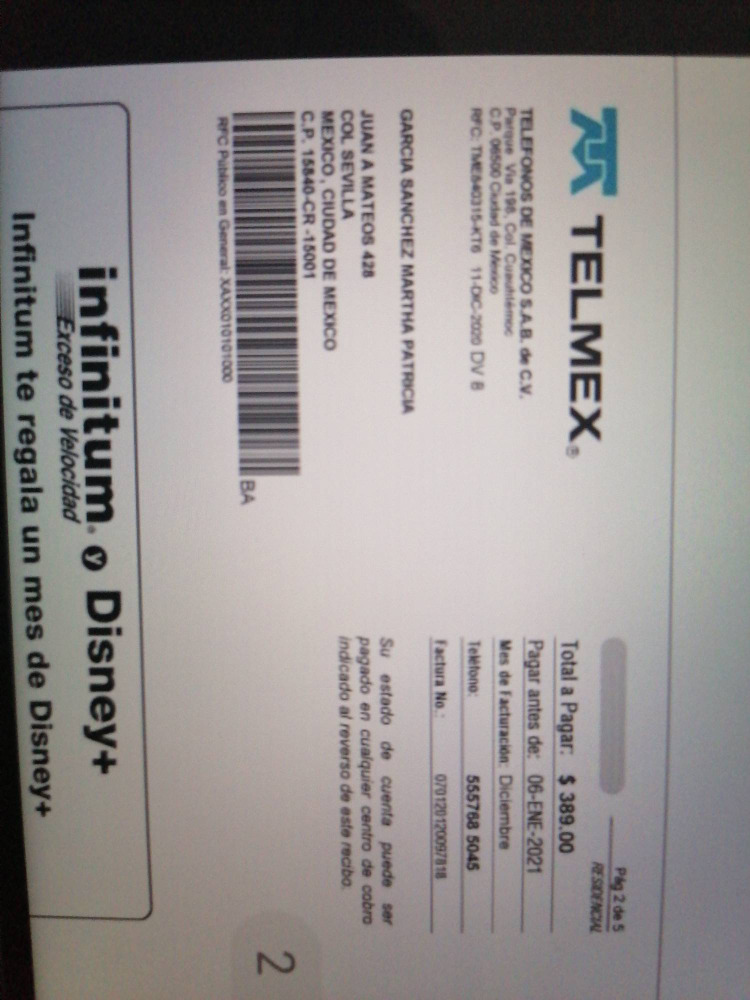 TELMEX®
TELEFONOS DE MEXICO S.A.B. de C.V.
Parque Via 198, Col. Cuauhtémoc
C.P. 06500 Ciudad de México
RFC: TME840315-KT6 11-DIC-2020 DV 8
GARCIA SANCHEZ MARTHA PATRICIA
JUAN A MATEOS 428
COL SEVILLA
MEXICO, CIUDAD DE MEXICO
C.P. 15840-CR -15001
BA
RFC Publico en General: XAXX010101000
Pág 2 de 5
RESIDENCIAL
Total a Pagar: $ 389.00
Pagar antes de: 06-ENE-2021
Mes de Facturación: Diciembre
Teléfono: 555768 5045
Factura No.: 070120120097818
Su estado de cuenta puede ser
pagado en cualquier centro de cobro
indicado al reverso de este recibo.
2
infinitum® y Disney+
Exceso de Velocidad
Infinitum te regala un mes de Disney+